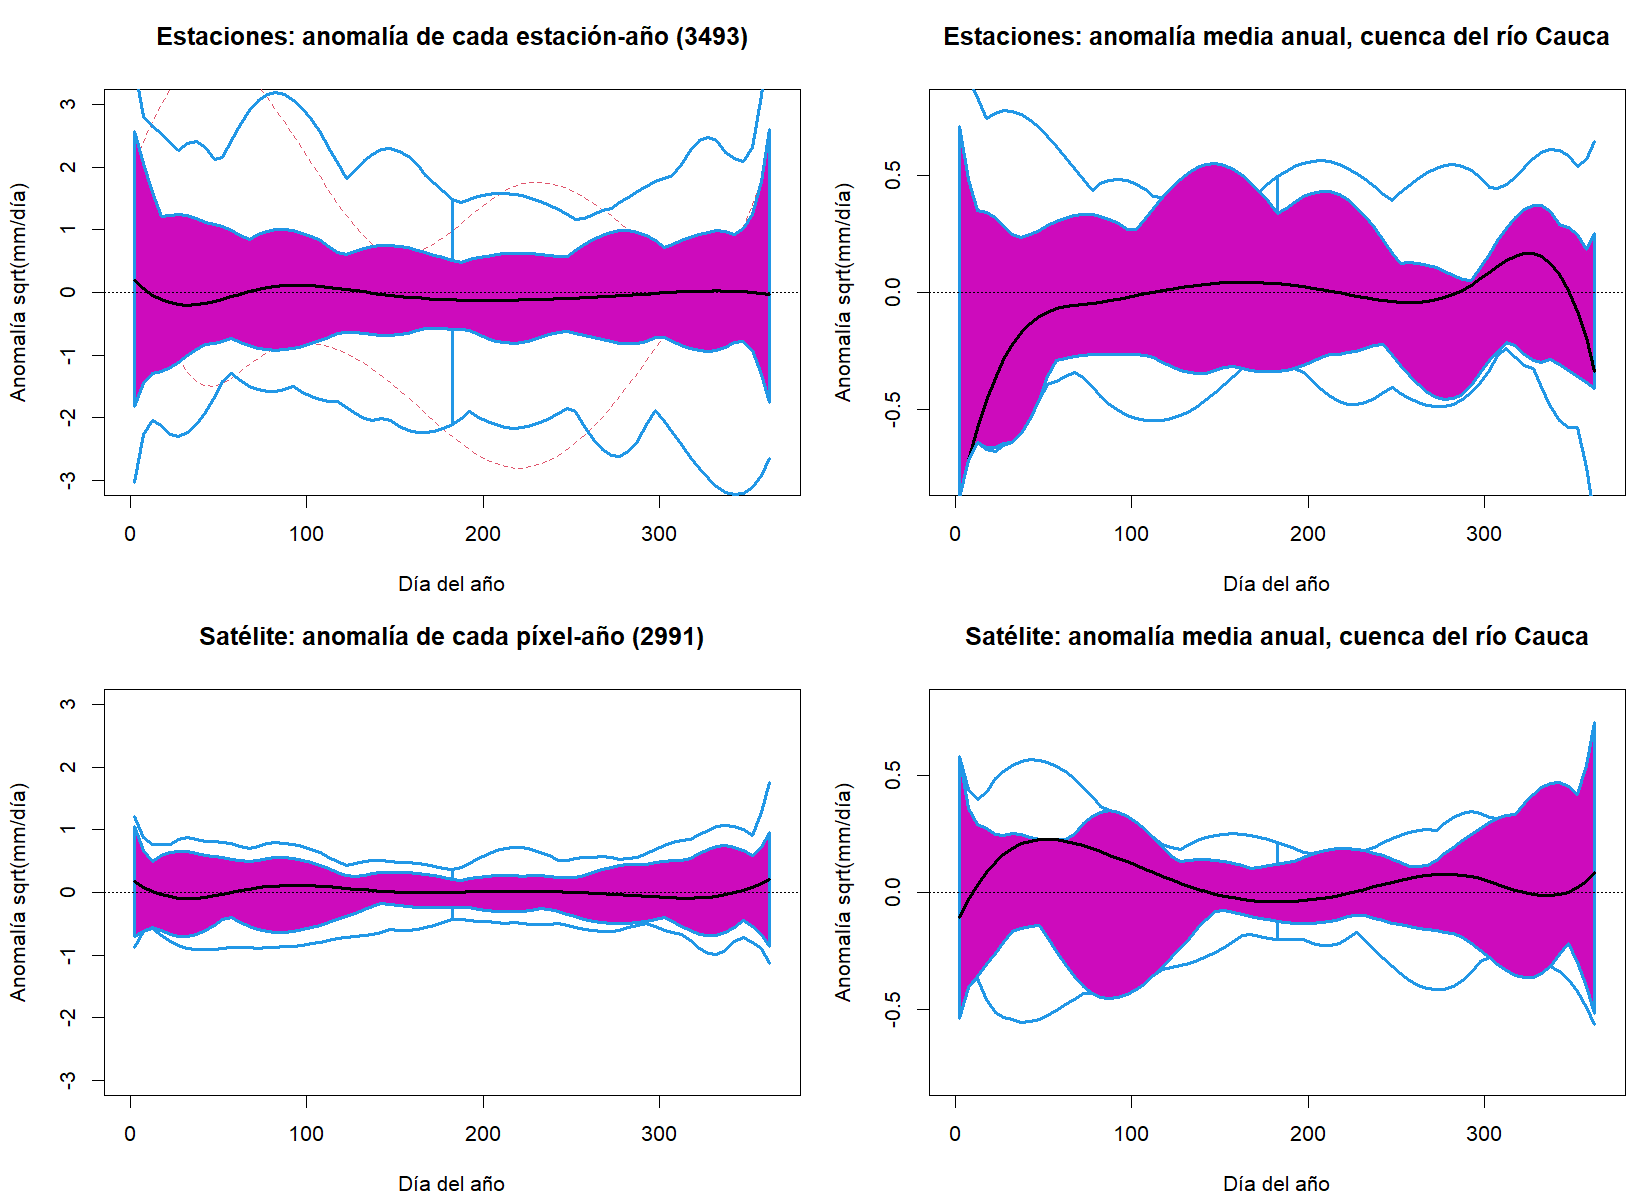 Estaciones: anomalía de cada estación-año (3493)
Anomalía sqrt(mm/día)
3
2
1
0
-1
-2
-3
0 100 200 300
Día del año
Estaciones: anomalía media anual, cuenca del río Cauca
Anomalía sqrt(mm/día)
0.5
0.0
-0.5
0 100 200 300
Día del año
Satélite: anomalía de cada píxel-año (2991)
Anomalía sqrt(mm/día)
3
2
1
0
-1
-2
-3
0 100 200 300
Día del año
Satélite: anomalía media anual, cuenca del río Cauca
Anomalía sqrt(mm/día)
0.5
0.0
-0.5
0 100 200 300
Día del año